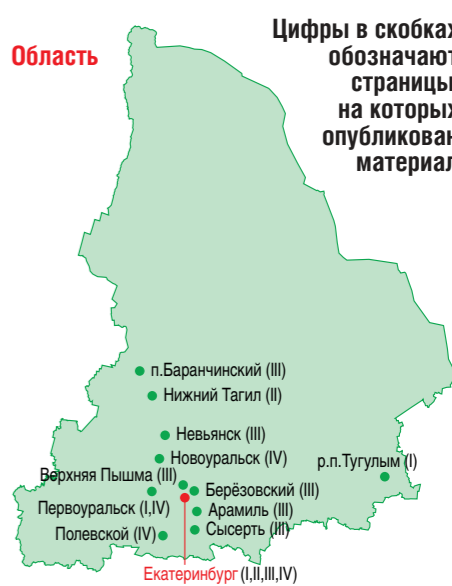 Область
Цифры в скобках
обозначают
страницы,
на которых
опубликован
материал
п.Баранчинский (III)
Нижний Тагил (II)
Невьянск (III)
Новоуральск (IV)
р.п.Тугулым (I)
Верхняя Пышма (III)
Берёзовский (III)
Первоуральск (I,IV)
Арамиль (III)
Сысерть (III)
Полевской (IV)
Екатеринбург (I,II,III,IV)